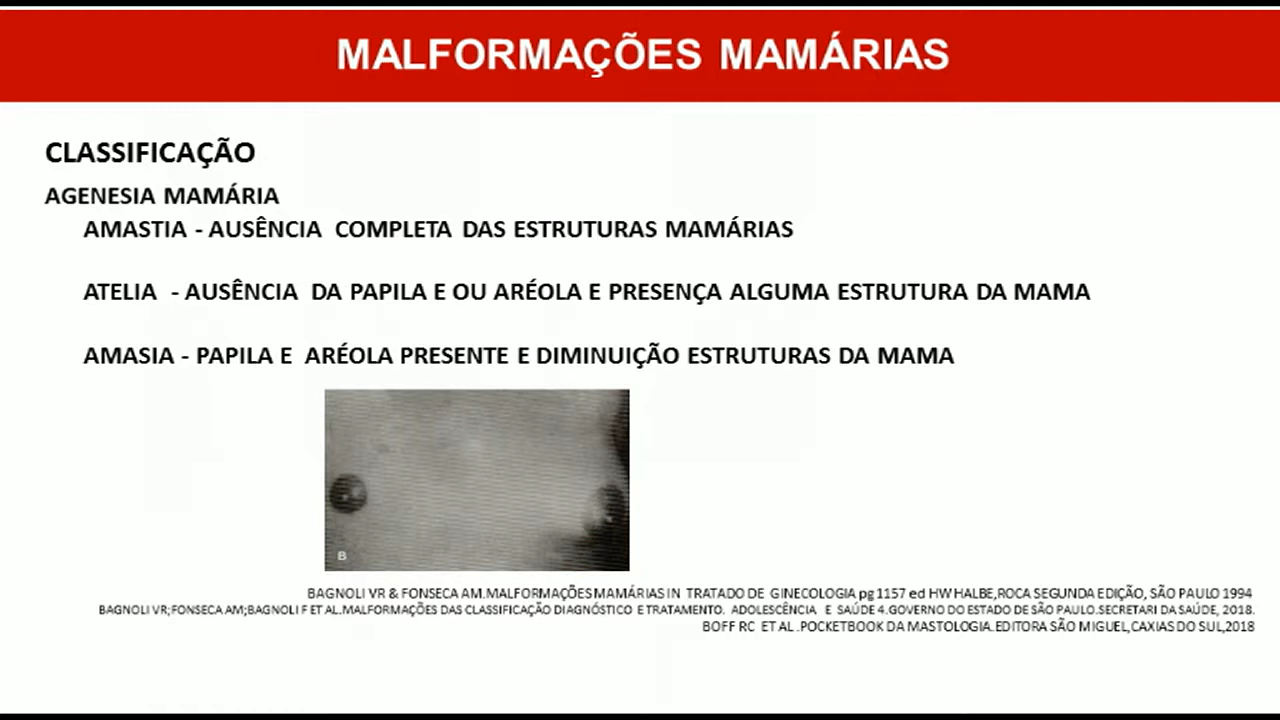 MALFORMAÇÕES MAMÁRIAS
CLASSIFICAÇÃO
AGENESIA MAMÁRIA
AMASTIA - AUSÊNCIA COMPLETA DAS ESTRUTURAS MAMÁRIAS
ATELIA - AUSÊNCIA DA PAPILA E OU ARÉOLA E PRESENÇA ALGUMA ESTRUTURA DA MAMA
AMASIA - PAPILA E ARÉOLA PRESENTE E DIMINUIÇÃO ESTRUTURAS DA MAMA
B
BAGNOLI VR & FONSECA AM.MALFORMAÇÕES MAMÁRIAS IN TRATADO DE GINECOLOGIA pg 1157 ed HW HALBE,ROCA SEGUNDA EDIÇÃO, SÃO PAULO 1994
BAGNOLI VR;FONSECA AM;BAGNOLI F ET AL.MALFORMAÇÕES DAS CLASSIFICAÇÃO DIAGNÓSTICO E TRATAMENTO. ADOLESCÊNCIA E SAÚDE 4.GOVERNO DO ESTADO DE SÃO PAULO.SECRETARI DA SAÚDE, 2018.
BOFF RC ET AL .POCKETBOOK DA MASTOLOGIA.EDITORA SÃO MIGUEL,CAXIAS DO SUL,2018